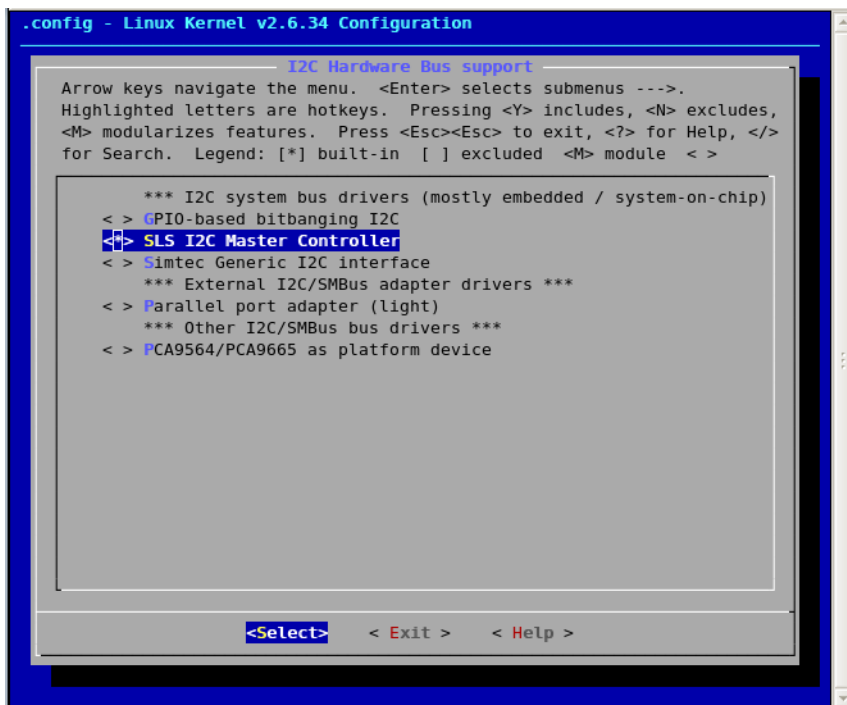 .config - Linux Kernel v2.6.34 Configuration
I2C Hardware Bus support
Arrow keys navigate the menu.  <Enter> selects submenus --->.
Highlighted letters are hotkeys.  Pressing <Y> includes, <N> excludes,
<M> modularizes features.  Press <Esc><Esc> to exit, <?> for Help, </>
for Search.  Legend: [*] built-in  [ ] excluded  <M> module  < >
*** I2C system bus drivers (mostly embedded / system-on-chip)
< > GPIO-based bitbanging I2C
<*> SLS I2C Master Controller
< > Simtec Generic I2C interface
*** External I2C/SMBus adapter drivers ***
< > Parallel port adapter (light)
*** Other I2C/SMBus bus drivers ***
< > PCA9564/PCA9665 as platform device
<Select>    < Exit >    < Help >